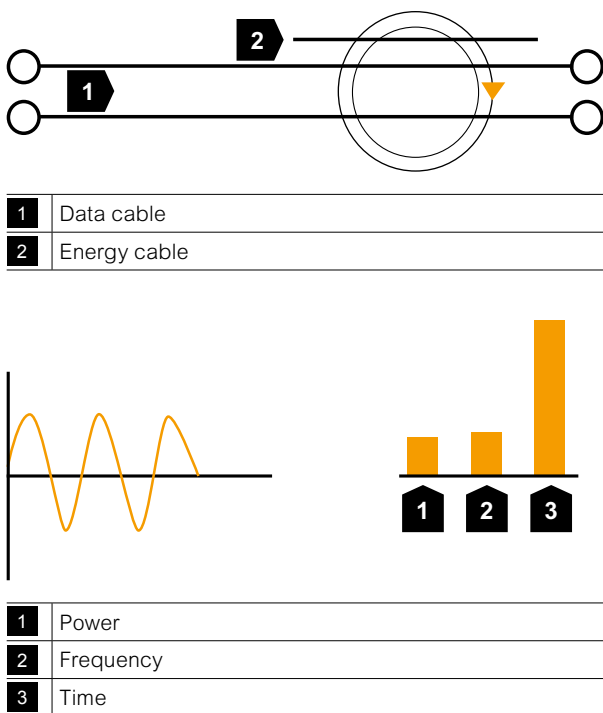 2
1
1 Data cable
2 Energy cable
1 2 3
1 Power
2 Frequency
3 Time